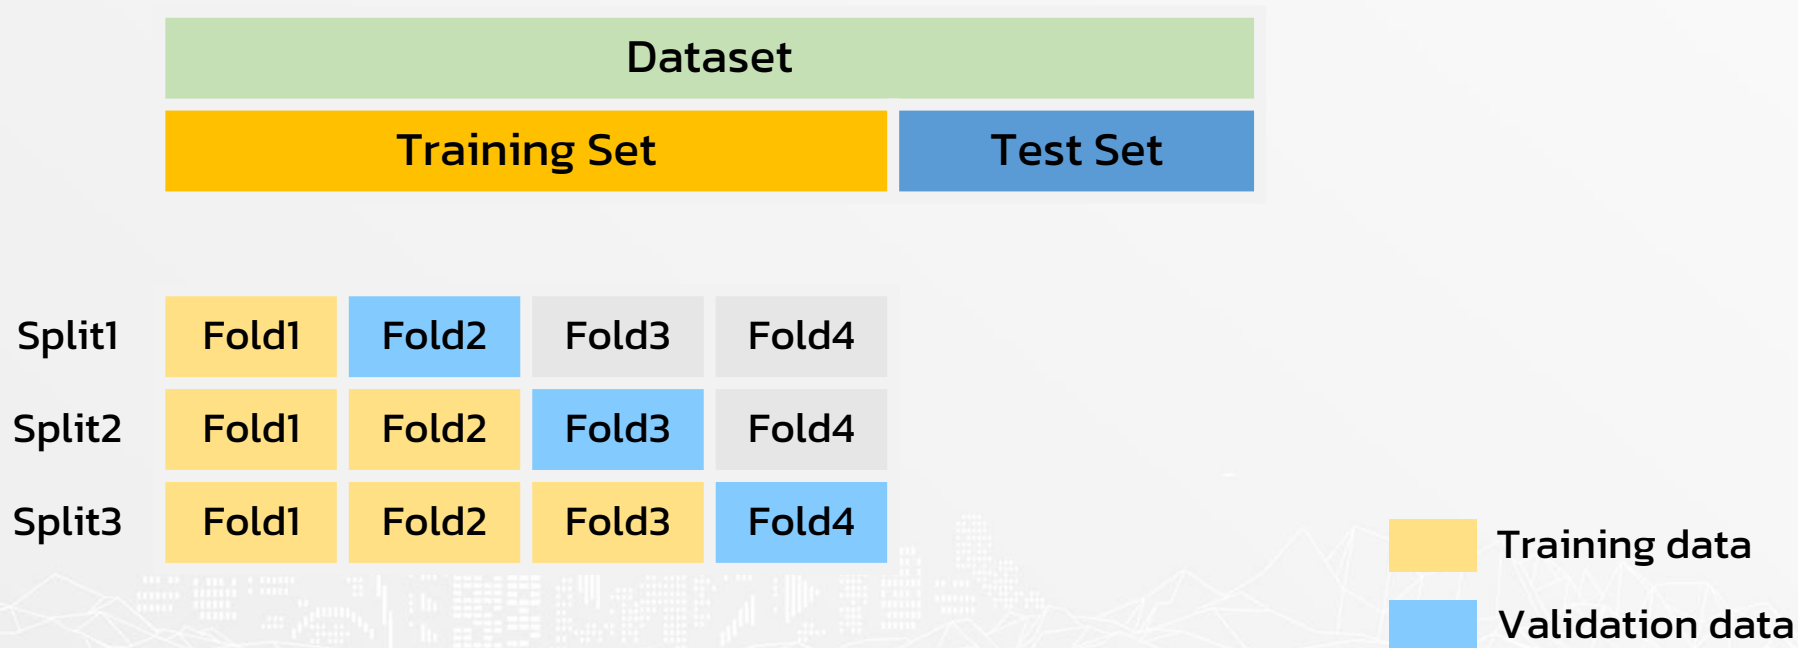 Dataset
Training Set Test Set
Split1 Fold1 Fold2 Fold3 Fold4
Split2 Fold1 Fold2 Fold3 Fold4
Split3 Fold1 Fold2 Fold3 Fold4
Training data
Validation data